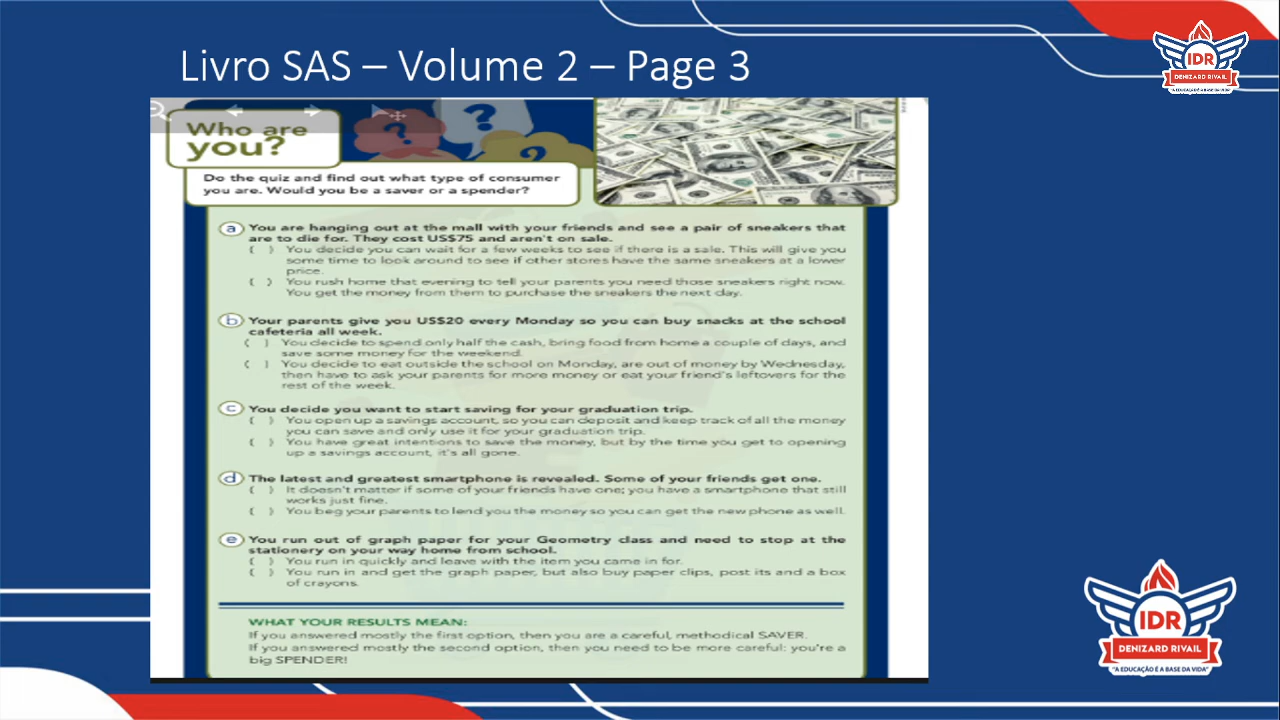 Livro SAS – Volume 2 – Page 3
IDR
DENIZARD RIVAIL
"A EDUCAÇÃO É A BASE DA VIDA"
Who are
you?
? ? ?
Do the quiz and find out what type of consumer
you are. Would you be a saver or a spender?
a You are hanging out at the mall with your friends and see a pair of sneakers that
are to die for. They cost US$75 and aren't on sale.
( ) You decide you can wait for a few weeks to see if there is a sale. This will give you
some time to look around to see if other stores have the same sneakers at a lower
price.
( ) You rush home that evening to tell your parents you need those sneakers right now.
You get the money from them to purchase the sneakers the next day.
b Your parents give you US$20 every Monday so you can buy snacks at the school
cafeteria all week.
( ) You decide to spend only half the cash, bring food from home a couple of days, and
save some money for the weekend.
( ) You decide to eat outside the school on Monday, are out of money by Wednesday,
then have to ask your parents for more money or eat your friend's leftovers for the
rest of the week.
c You decide you want to start saving for your graduation trip.
( ) You open up a savings account, so you can deposit and keep track of all the money
you can save and only use it for your graduation trip.
( ) You have great intentions to save the money, but by the time you get to opening
up a savings account, it's all gone.
d The latest and greatest smartphone is revealed. Some of your friends get one.
( ) It doesn't matter if some of your friends have one; you have a smartphone that still
works just fine.
( ) You beg your parents to lend you the money so you can get the new phone as well.
e You run out of graph paper for your Geometry class and need to stop at the
stationery on your way home from school.
( ) You run in quickly and leave with the item you came in for.
( ) You run in and get the graph paper, but also buy paper clips, post its and a box
of crayons.
WHAT YOUR RESULTS MEAN:
If you answered mostly the first option, then you are a careful, methodical SAVER.
If you answered mostly the second option, then you need to be more careful: you're a
big SPENDER!
IDR
DENIZARD RIVAIL
"A EDUCAÇÃO É A BASE DA VIDA"